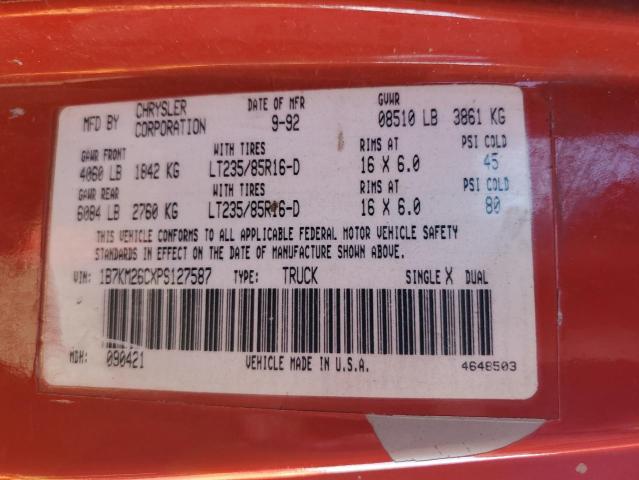 MFD BY CHRYSLER CORPORATION DATE OF MFR 9-92 GVWR 08510 LB 3861 KG
GAWR FRONT WITH TIRES RIMS AT PSI COLD
4060 LB 1842 KG LT235/85R16-D 16 X 6.0 45
GAWR REAR WITH TIRES RIMS AT PSI COLD
6084 LB 2760 KG LT235/85R16-D 16 X 6.0 80
THIS VEHICLE CONFORMS TO ALL APPLICABLE FEDERAL MOTOR VEHICLE SAFETY
STANDARDS IN EFFECT ON THE DATE OF MANUFACTURE SHOWN ABOVE.
VIN: 1B7KM26CXPS127587 TYPE: TRUCK SINGLE X DUAL
MDH: 090421 VEHICLE MADE IN U.S.A. 4648503